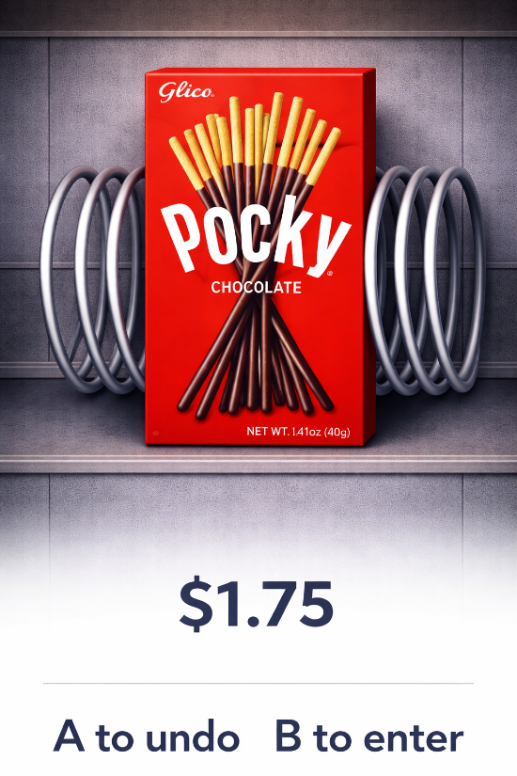 Glico.
Pocky®
CHOCOLATE
NET WT. 1.41oz (40g)
$1.75
A to undo B to enter